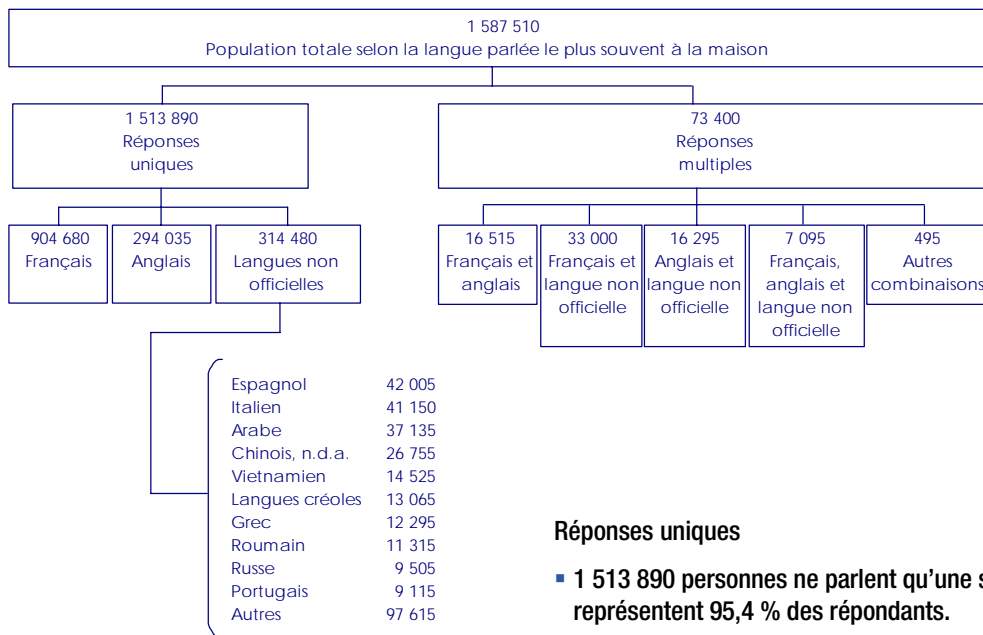 1 587 510
Population totale selon la langue parlée le plus souvent à la maison
1 513 890
Réponses
uniques
73 400
Réponses
multiples
904 680
Français
294 035
Anglais
314 480
Langues non
officielles
16 515
Français et
anglais
33 000
Français et
langue non
officielle
16 295
Anglais et
langue non
officielle
7 095
Français,
anglais et
langue non
officielle
495
Autres
combinaisons
Espagnol 42 005
Italien 41 150
Arabe 37 135
Chinois, n.d.a. 26 755
Vietnamien 14 525
Langues créoles 13 065
Grec 12 295
Roumain 11 315
Russe 9 505
Portugais 9 115
Autres 97 615
Réponses uniques
▪ 1 513 890 personnes ne parlent qu'une
représentent 95,4 % des répondants.